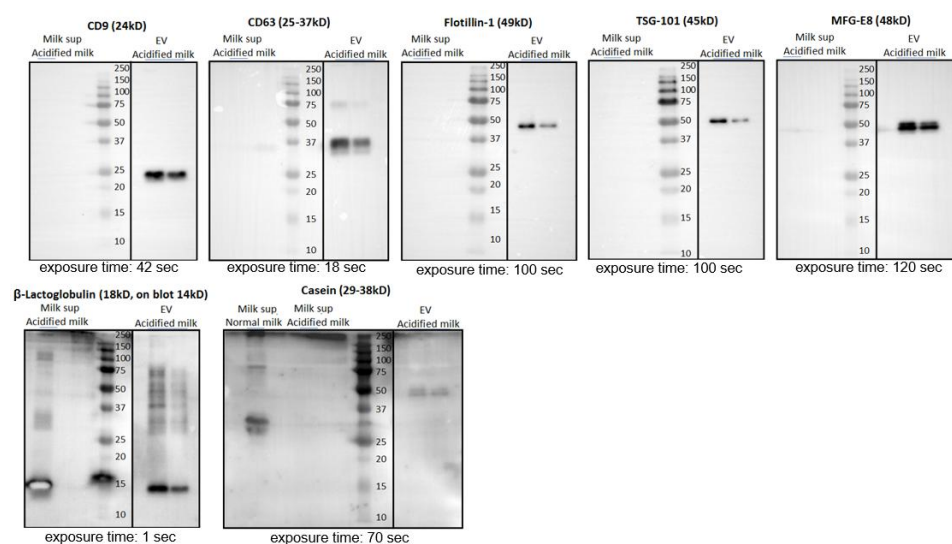 CD9 (24kD)
Milk sup EV
Acidified milk Acidified milk
250
150
100
75
50
37
25
20
15
10
exposure time: 42 sec
CD63 (25-37kD)
Milk sup EV
Acidified milk Acidified milk
250
150
100
75
50
37
25
20
15
10
exposure time: 18 sec
Flotillin-1 (49kD)
Milk sup EV
Acidified milk Acidified milk
250
150
100
75
50
37
25
20
15
10
exposure time: 100 sec
TSG-101 (45kD)
Milk sup EV
Acidified milk Acidified milk
250
150
100
75
50
37
25
20
15
10
exposure time: 100 sec
MFG-E8 (48kD)
Milk sup EV
Acidified milk Acidified milk
250
150
100
75
50
37
25
20
15
10
exposure time: 120 sec
β-Lactoglobulin (18kD, on blot 14kD)
Milk sup EV
Acidified milk Acidified milk
250
150
100
75
50
37
25
20
15
10
exposure time: 1 sec
Casein (29-38kD)
Milk sup Milk sup EV
Normal milk Acidified milk Acidified milk
250
150
100
75
50
37
25
20
15
10
exposure time: 70 sec